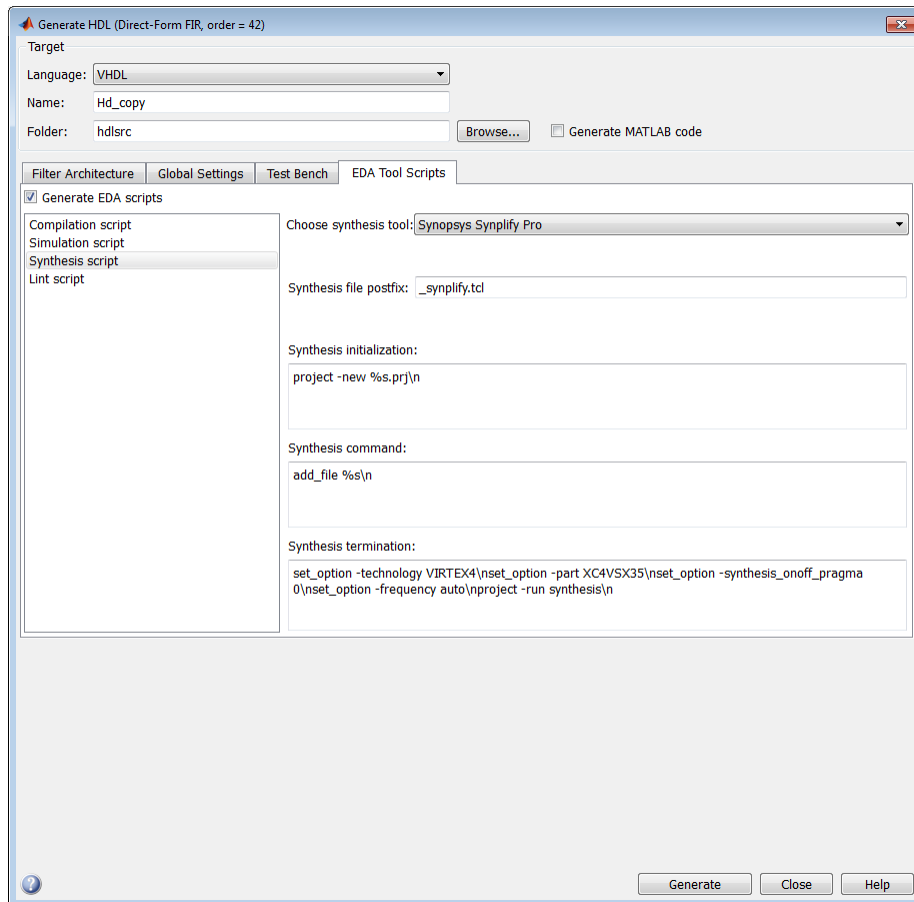 Generate HDL (Direct-Form FIR, order = 42)
Target
Language: VHDL
Name: Hd_copy
Folder: hdlsrc Browse... Generate MATLAB code
Filter Architecture Global Settings Test Bench EDA Tool Scripts
Generate EDA scripts
Compilation script
Simulation script
Synthesis script
Lint script
Choose synthesis tool: Synopsys Synplify Pro
Synthesis file postfix: _synplify.tcl
Synthesis initialization:
project -new %s.prj\n
Synthesis command:
add_file %s\n
Synthesis termination:
set_option -technology VIRTEX4\nset_option -part XC4VSX35\nset_option -synthesis_onoff_pragma
0\nset_option -frequency auto\nproject -run synthesis\n
? Generate Close Help